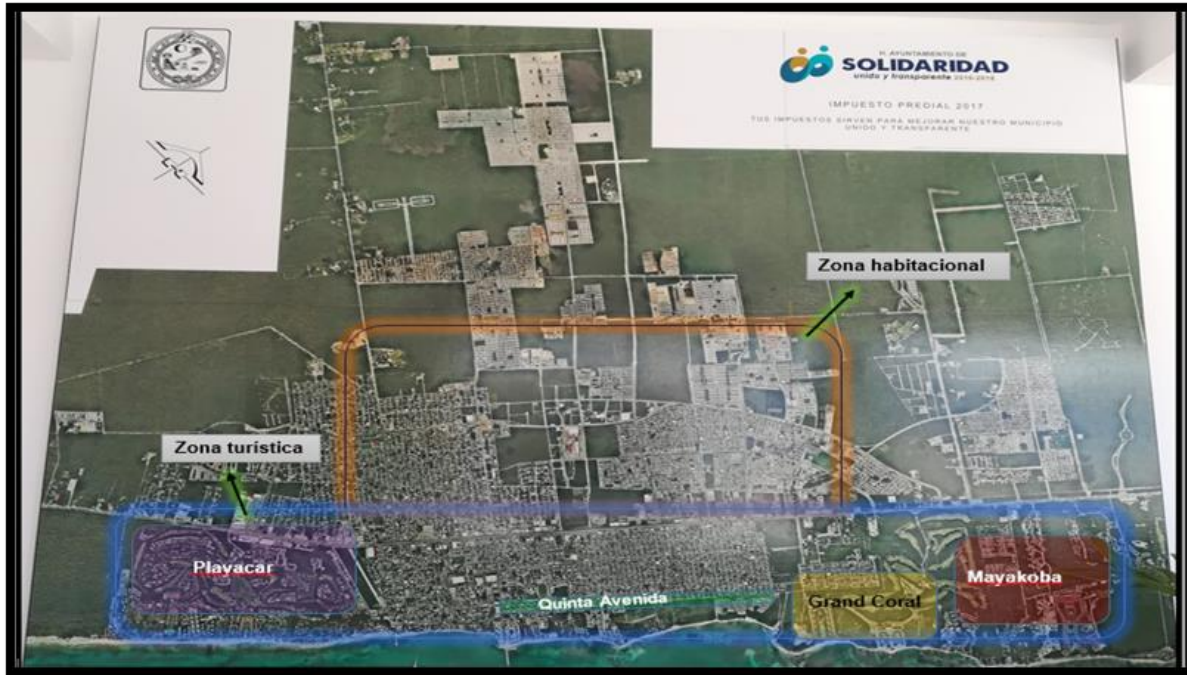 H. AYUNTAMIENTO DE
SOLIDARIDAD
unido y transparente 2016-2018
IMPUESTO PREDIAL 2017
TUS IMPUESTOS SIRVEN PARA MEJORAR NUESTRO MUNICIPIO
UNIDO Y TRANSPARENTE
Zona habitacional
Zona turística
Playacar
Quinta Avenida
Grand Coral
Mayakoba